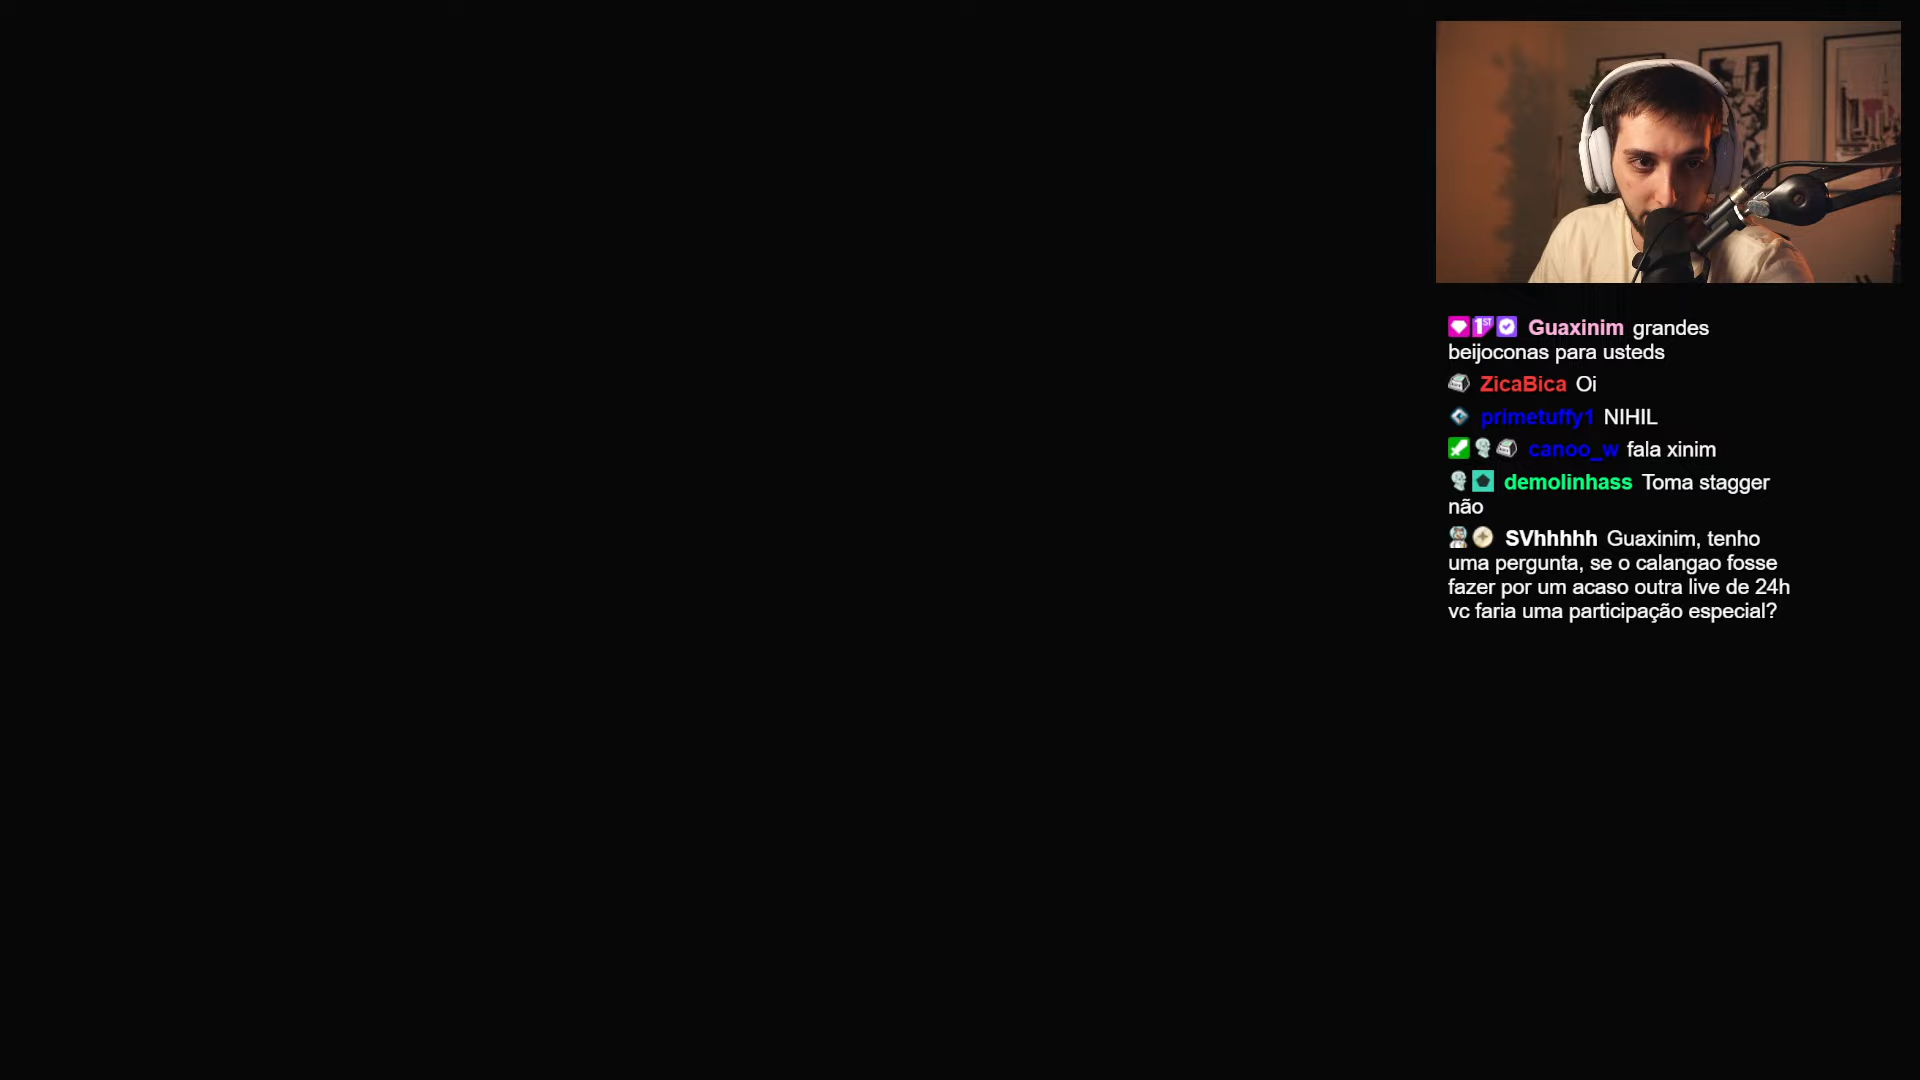 Guaxinim grandes
beijoconas para usteds
ZicaBica Oi
primetuffy1 NIHIL
canoo_w fala xinim
demolinhass Toma stagger
não
SVhhhhh Guaxinim, tenho
uma pergunta, se o calangao fosse
fazer por um acaso outra live de 24h
vc faria uma participação especial?